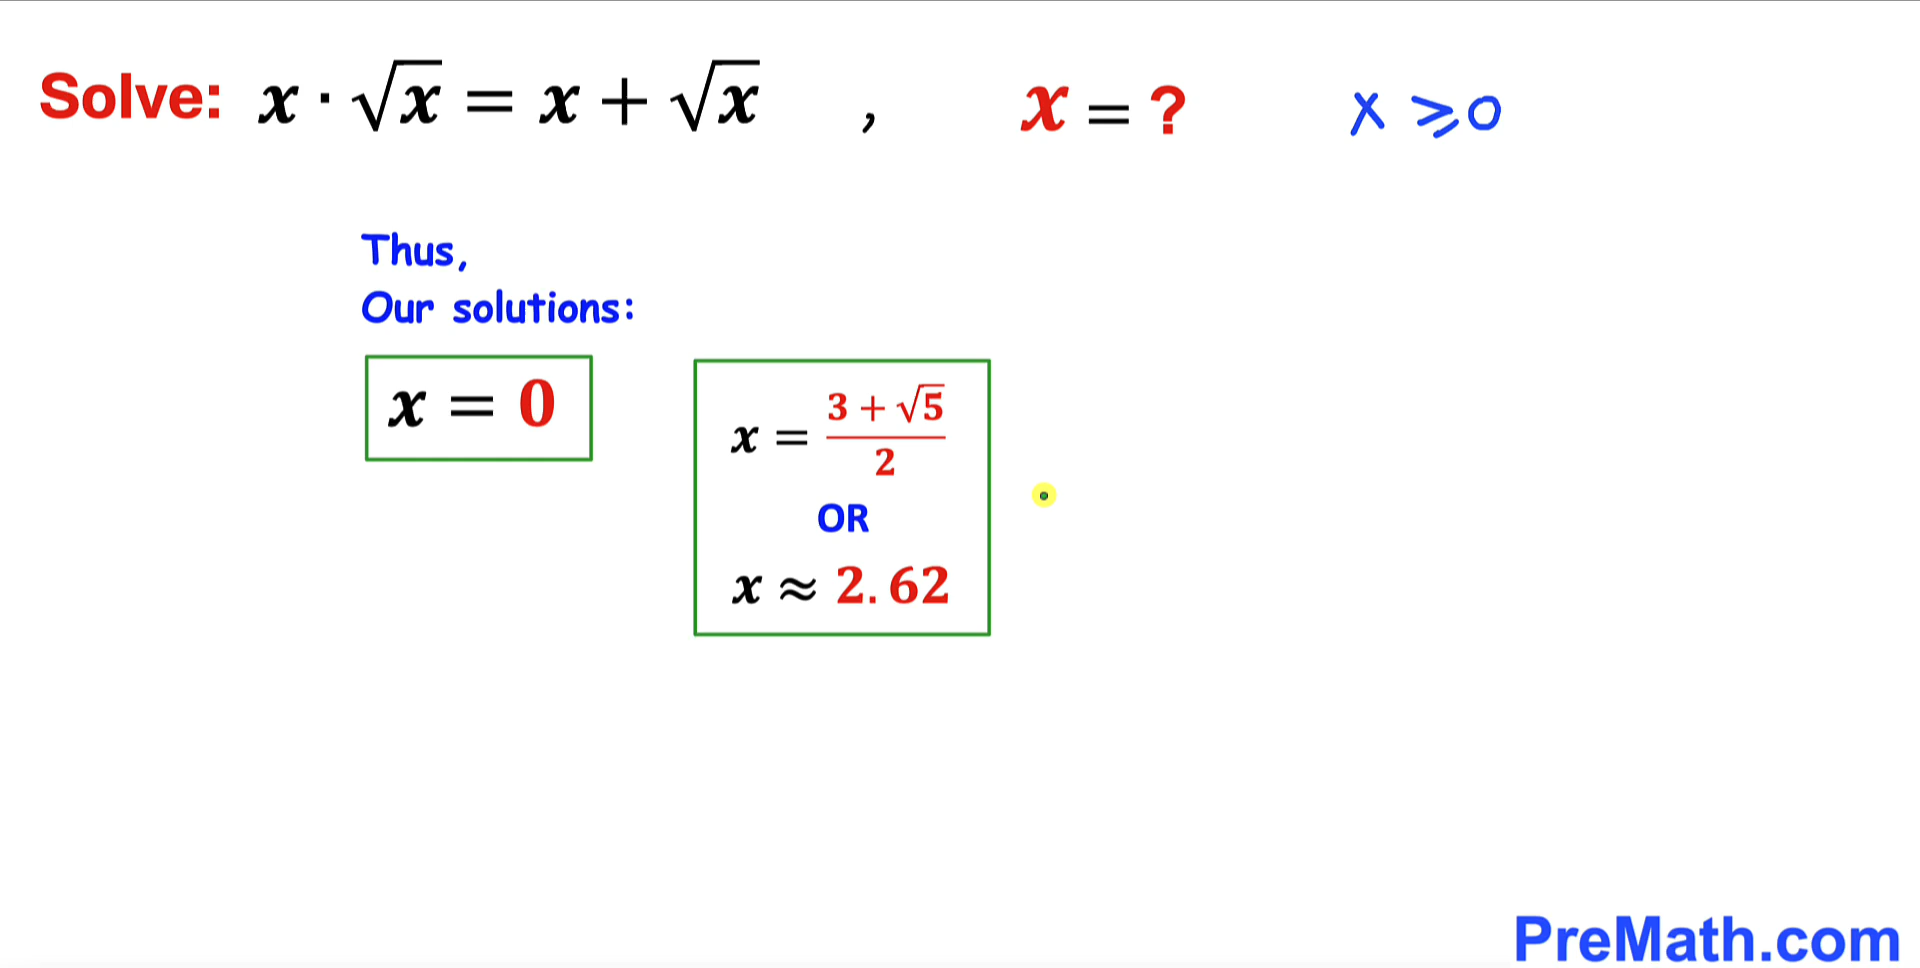 Solve: x · √x = x + √x , x = ? x ⩾ 0
Thus,
Our solutions:
x = 0
x = (3 + √5)/2
OR
x ≈ 2.62
PreMath.com